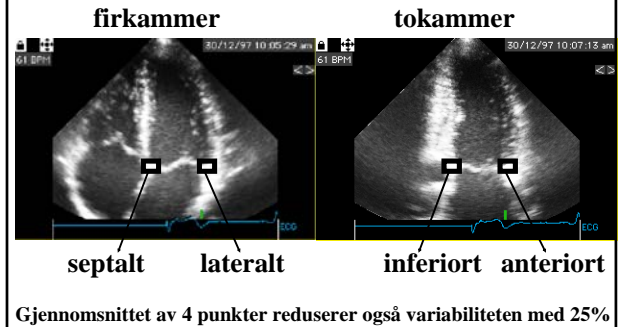 firkammer tokammer
30/12/97 10:05:29 am 30/12/97 10:07:13 am
61 BPM 61 BPM
ECG ECG
septalt lateralt inferiort anteriort
Gjennomsnittet av 4 punkter reduserer også variabiliteten med 25%